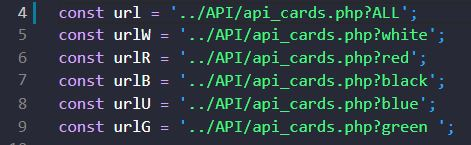 4 const url = '../API/api_cards.php?ALL';
5 const urlW = '../API/api_cards.php?white';
6 const urlR = '../API/api_cards.php?red';
7 const urlB = '../API/api_cards.php?black';
8 const urlU = '../API/api_cards.php?blue';
9 const urlG = '../API/api_cards.php?green ';